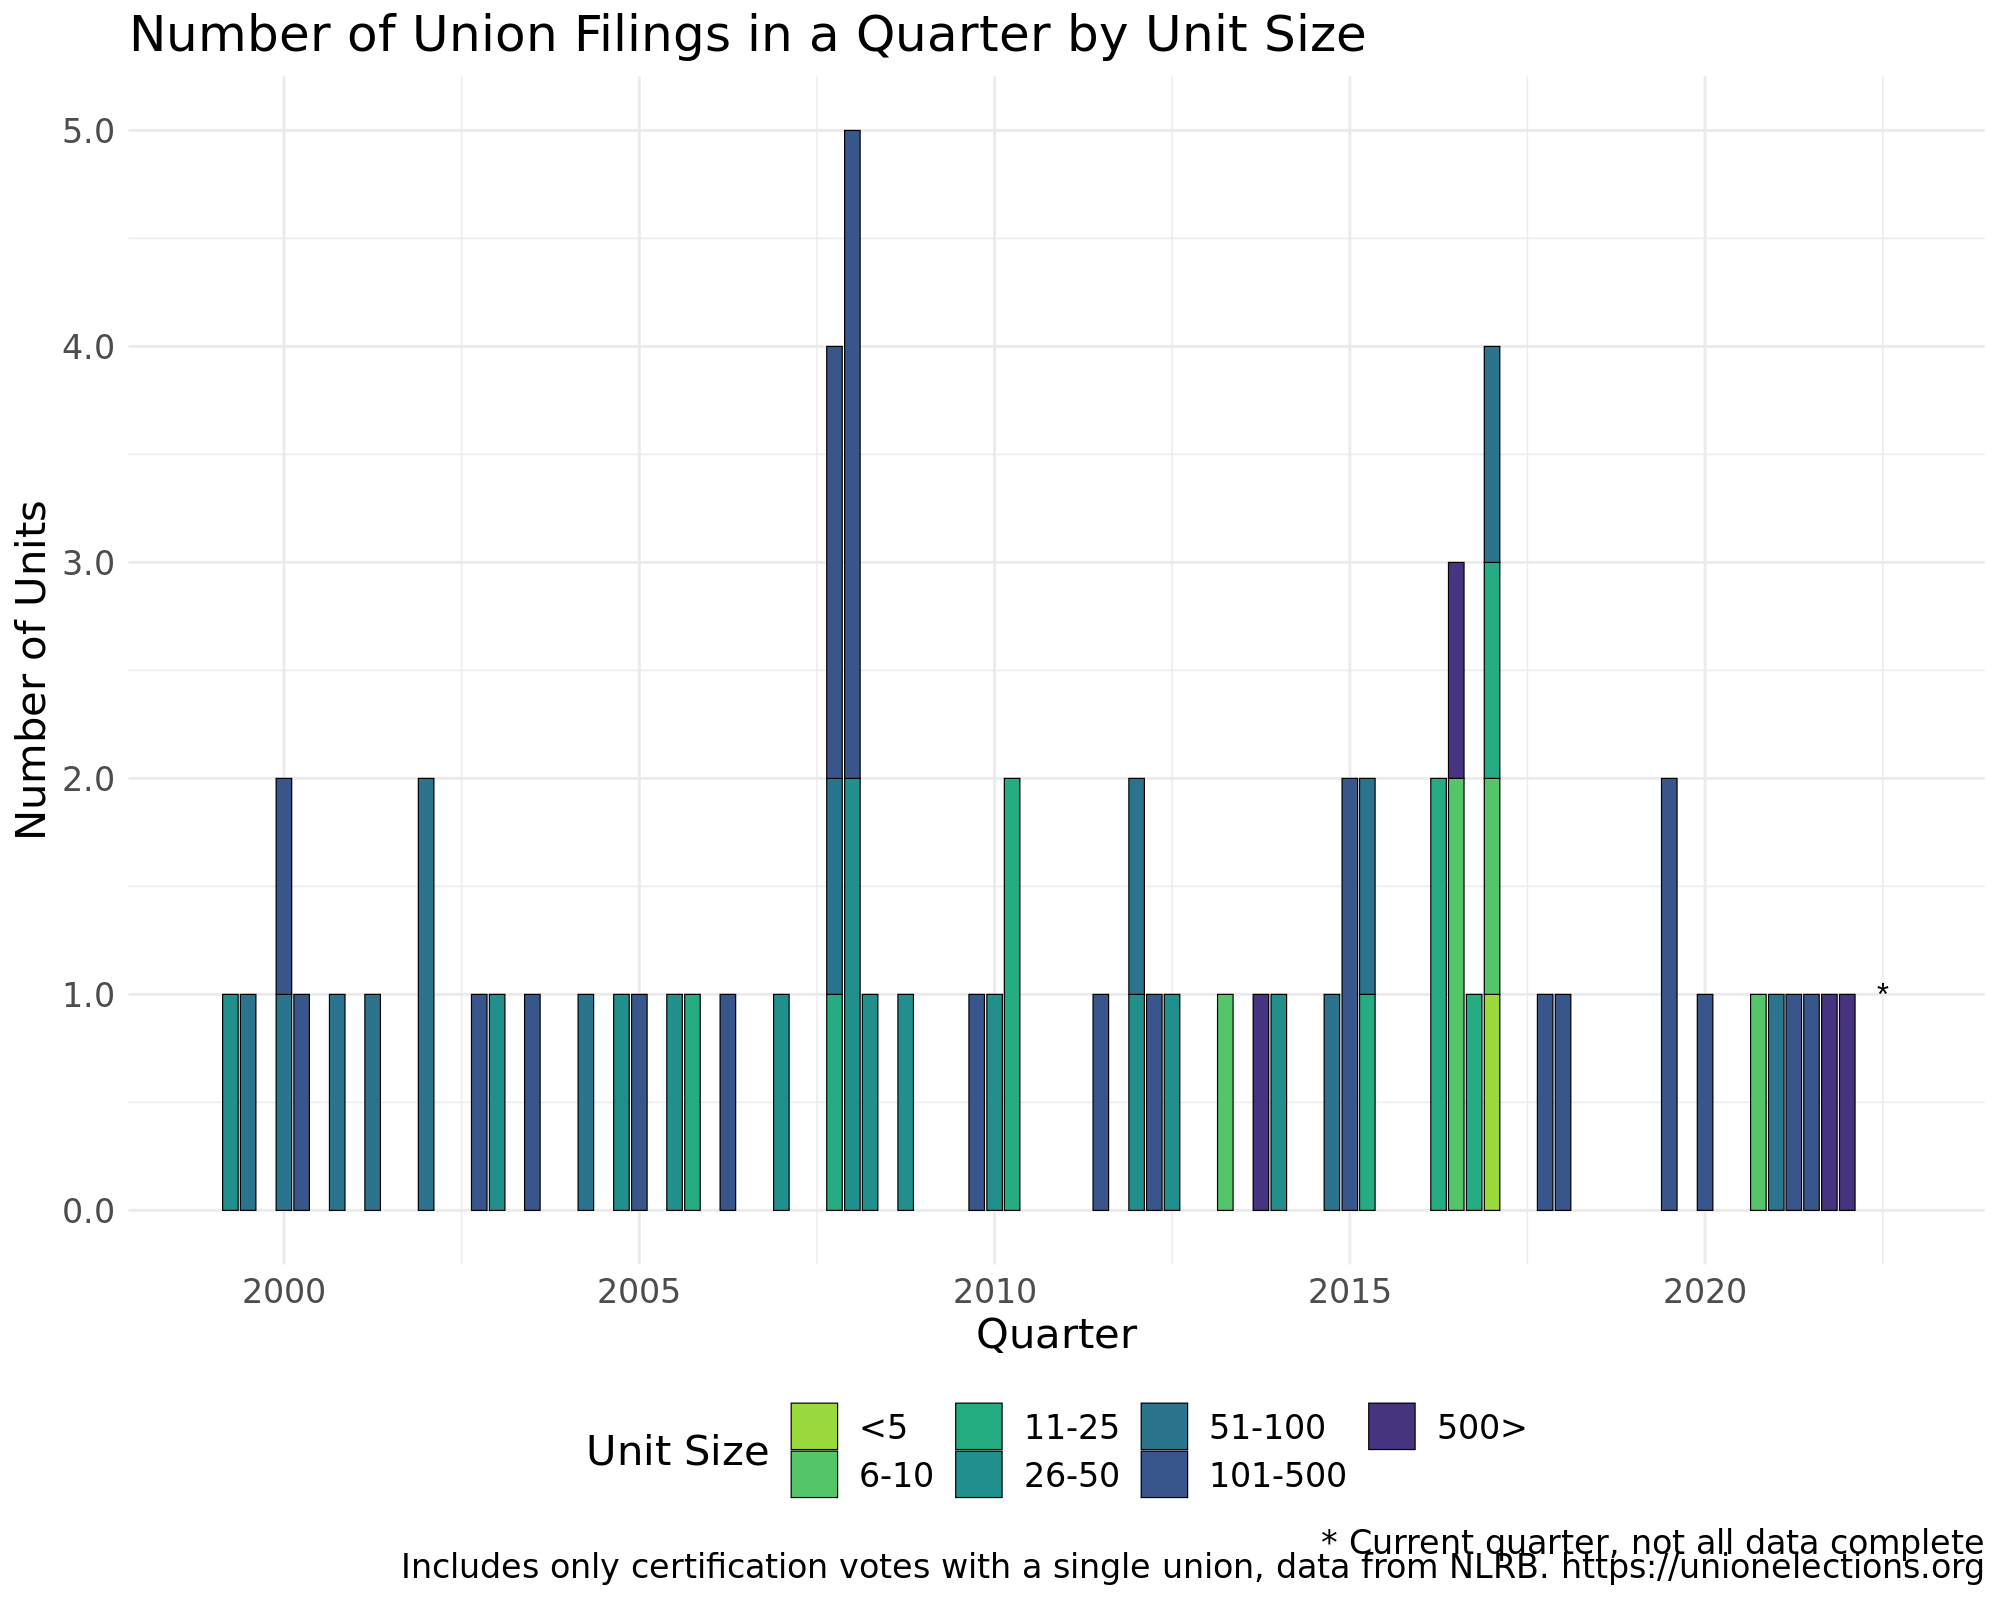 Number of Union Filings in a Quarter by Unit Size
Number of Units
5.0
4.0
3.0
2.0
1.0
0.0
*
2000 2005 2010 2015 2020
Quarter
Unit Size
<5 11-25 51-100 500>
6-10 26-50 101-500
* Current quarter, not all data complete
Includes only certification votes with a single union, data from NLRB. https://unionelections.org